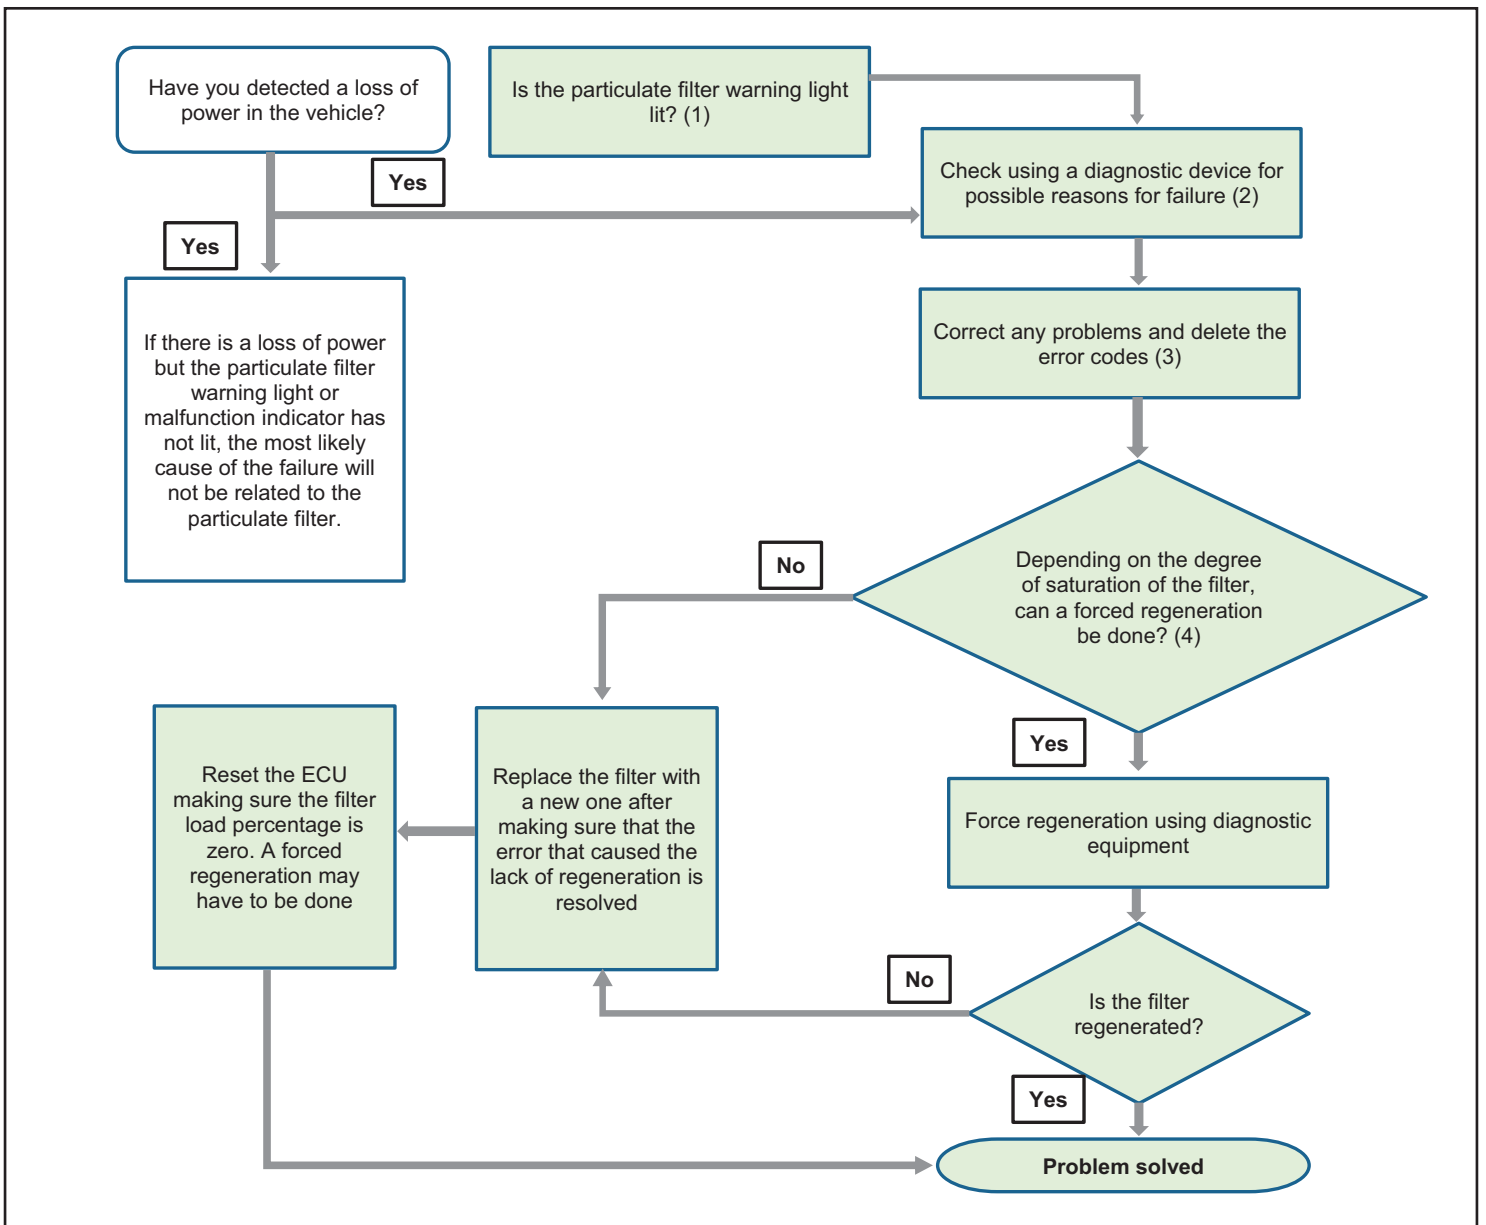 Have you detected a loss of
power in the vehicle?
Is the particulate filter warning light
lit? (1)
Check using a diagnostic device for
possible reasons for failure (2)
Yes
Yes
If there is a loss of power
but the particulate filter
warning light or
malfunction indicator has
not lit, the most likely
cause of the failure will
not be related to the
particulate filter.
Correct any problems and delete the
error codes (3)
Depending on the degree
of saturation of the filter,
can a forced regeneration
be done? (4)
No
Yes
Reset the ECU
making sure the filter
load percentage is
zero. A forced
regeneration may
have to be done
Replace the filter with
a new one after
making sure that the
error that caused the
lack of regeneration is
resolved
Force regeneration using diagnostic
equipment
No
Is the filter
regenerated?
Yes
Problem solved